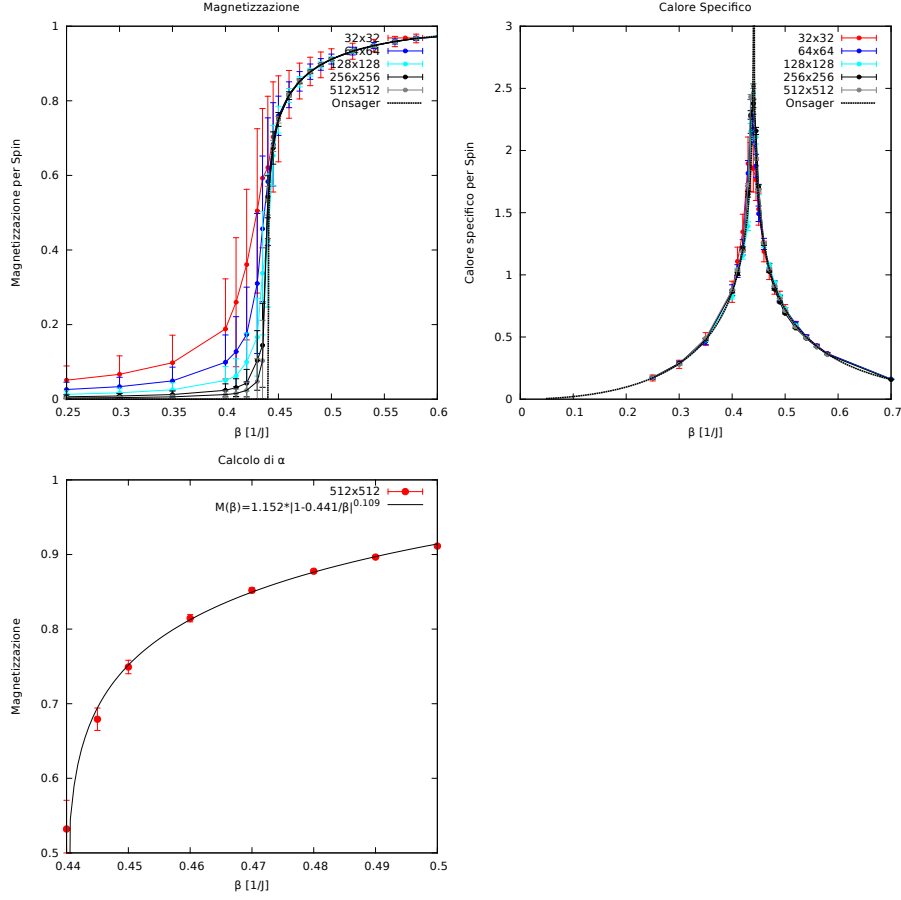 Magnetizzazione
Magnetizzazione per Spin
1
0.8
0.6
0.4
0.2
0
0.25
0.3
0.35
0.4
0.45
0.5
0.55
0.6
β [1/J]
32x32
64x64
128x128
256x256
512x512
Onsager
Calore Specifico
Calore specifico per Spin
3
2.5
2
1.5
1
0.5
0
0
0.1
0.2
0.3
0.4
0.5
0.6
0.7
β [1/J]
32x32
64x64
128x128
256x256
512x512
Onsager
Calcolo di α
Magnetizzazione
1
0.9
0.8
0.7
0.6
0.5
0.44
0.45
0.46
0.47
0.48
0.49
0.5
β [1/J]
512x512
M(β)=1.152*|1-0.441/β|^0.109